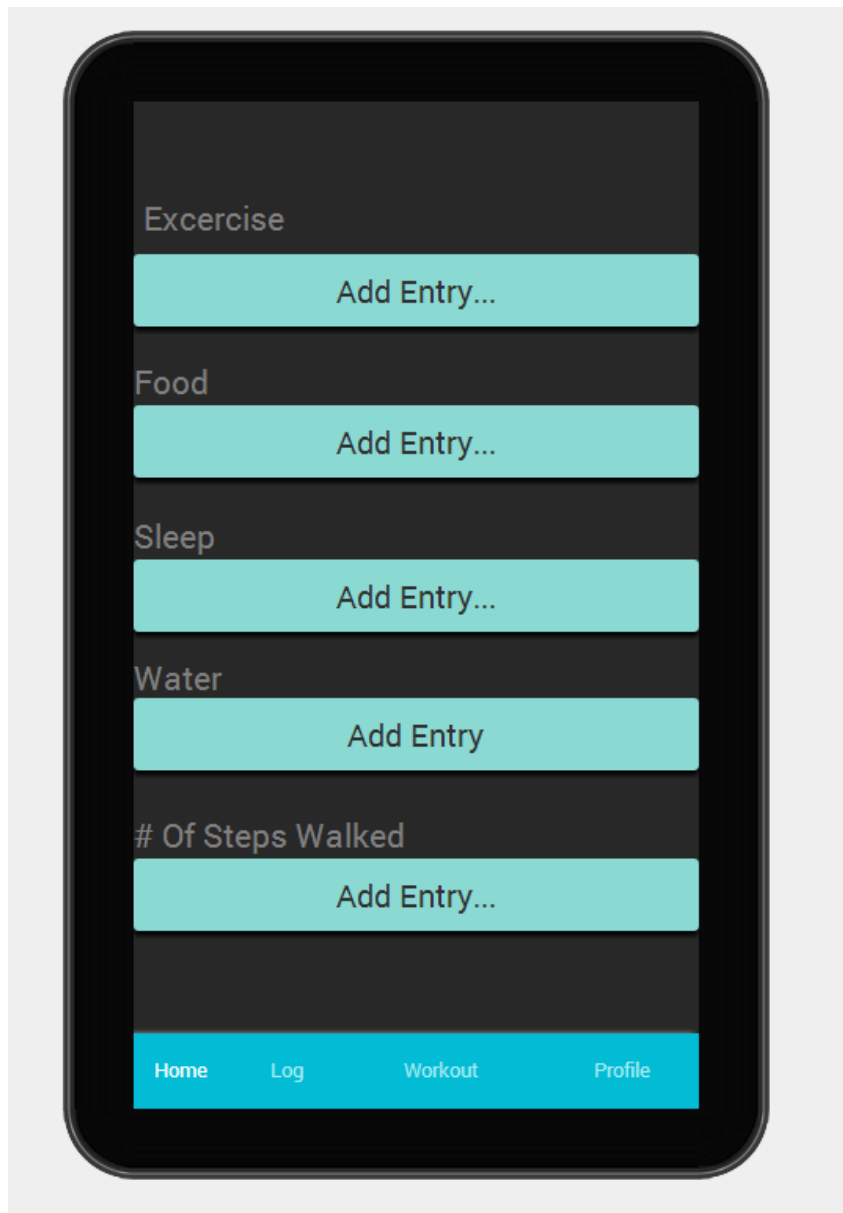 Excercise
Add Entry...
Food
Add Entry...
Sleep
Add Entry...
Water
Add Entry
# Of Steps Walked
Add Entry...
Home Log Workout Profile